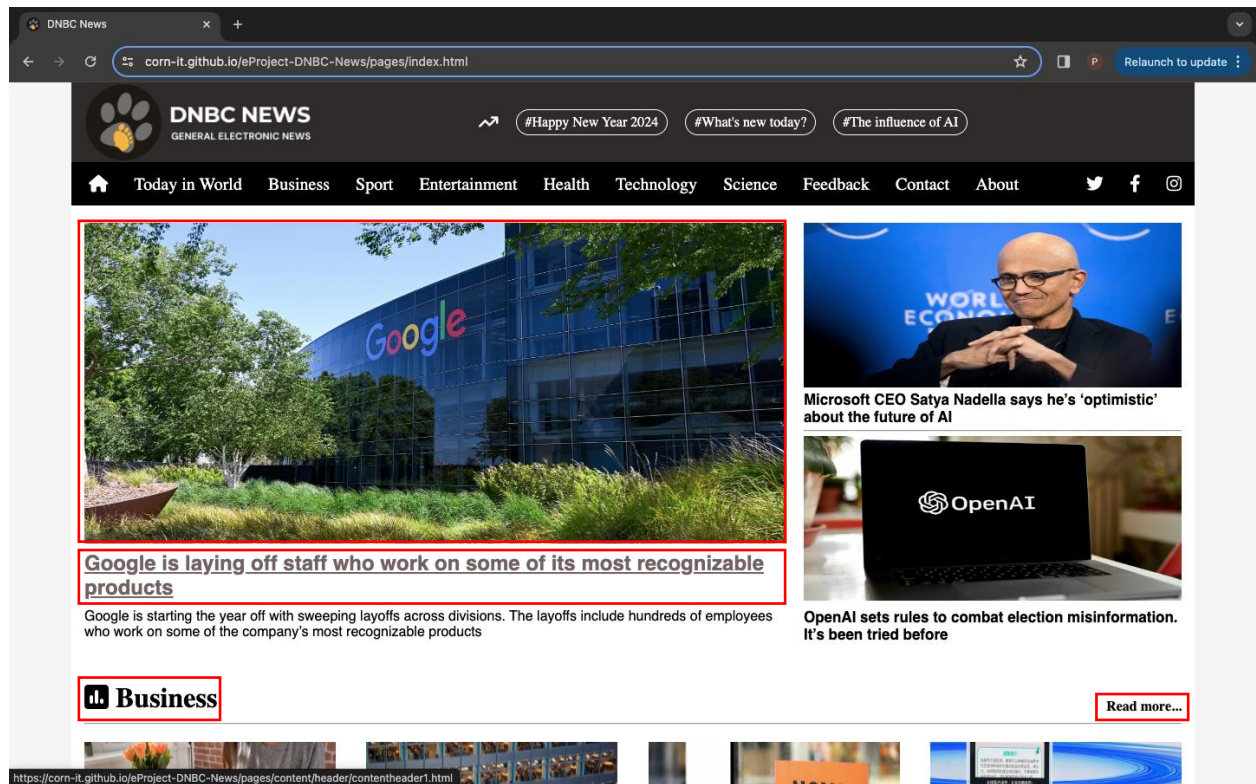 DNBC News
corn-it.github.io/eProject-DNBC-News/pages/index.html
P
Relaunch to update
DNBC NEWS
GENERAL ELECTRONIC NEWS
#Happy New Year 2024
#What's new today?
#The influence of AI
Today in World Business Sport Entertainment Health Technology Science Feedback Contact About
Google
WORL
ECONO
E
Microsoft CEO Satya Nadella says he's ‘optimistic’
about the future of AI
OpenAI
Google is laying off staff who work on some of its most recognizable
products
Google is starting the year off with sweeping layoffs across divisions. The layoffs include hundreds of employees
who work on some of the company's most recognizable products
OpenAI sets rules to combat election misinformation.
It's been tried before
Business
Read more...
https://corn-it.github.io/eProject-DNBC-News/pages/content/header/contentheader1.html